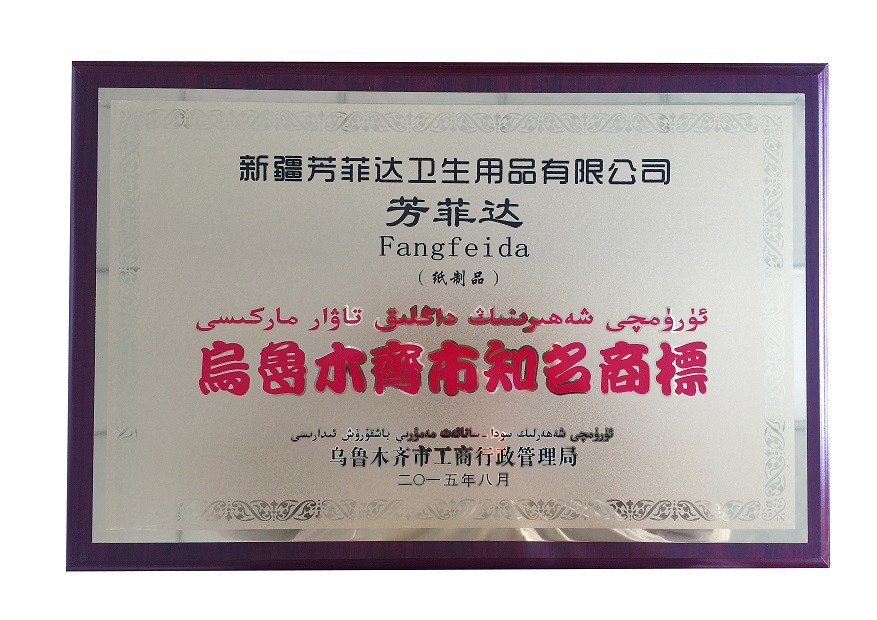 新疆芳菲达卫生用品有限公司
芳菲达
Fangfeida
（纸制品）
ئۈرۈمچى شەھىرىنىڭ داڭلىق تاۋار ماركىسى
烏魯木齊市知名商標
ئۈرۈمچى شەھەرلىك سودا ـ سانائەت مەمۇرىي باشقۇرۇش ئىدارىسى
乌鲁木齐市工商行政管理局
二〇一五年八月